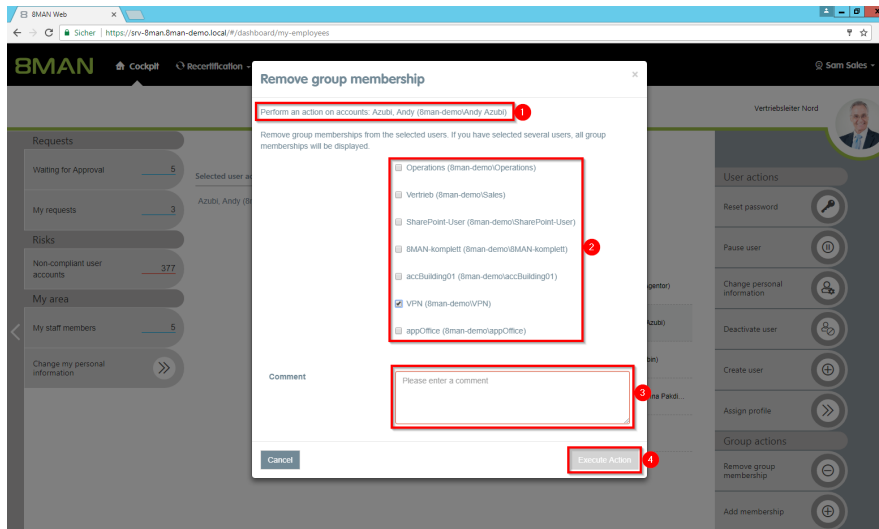 8MAN Web
Sicher | https://srv-8man.8man-demo.local/#/dashboard/my-employees
8MAN
Cockpit
Recertification
Sam Sales
Vertriebsleiter Nord
Requests
Waiting for Approval 5
My requests 3
Risks
Non-compliant user
accounts 377
My area
My staff members 5
Change my personal
information
Selected user ac
Azubi, Andy (8
Remove group membership
×
Perform an action on accounts: Azubi, Andy (8man-demo\Andy Azubi)
1
Remove group memberships from the selected users. If you have selected several users, all group
memberships will be displayed.
Operations (8man-demo\Operations)
Vertrieb (8man-demo\Sales)
SharePoint-User (8man-demo\SharePoint-User)
8MAN-komplett (8man-demo\8MAN-komplett)
accBuilding01 (8man-demo\accBuilding01)
VPN (8man-demo\VPN)
appOffice (8man-demo\appOffice)
2
Comment
Please enter a comment
3
Cancel
Execute Action
4
gentor)
Azubi)
bin)
na Pakdi...
User actions
Reset password
Pause user
Change personal
information
Deactivate user
Create user
Assign profile
Group actions
Remove group
membership
Add membership